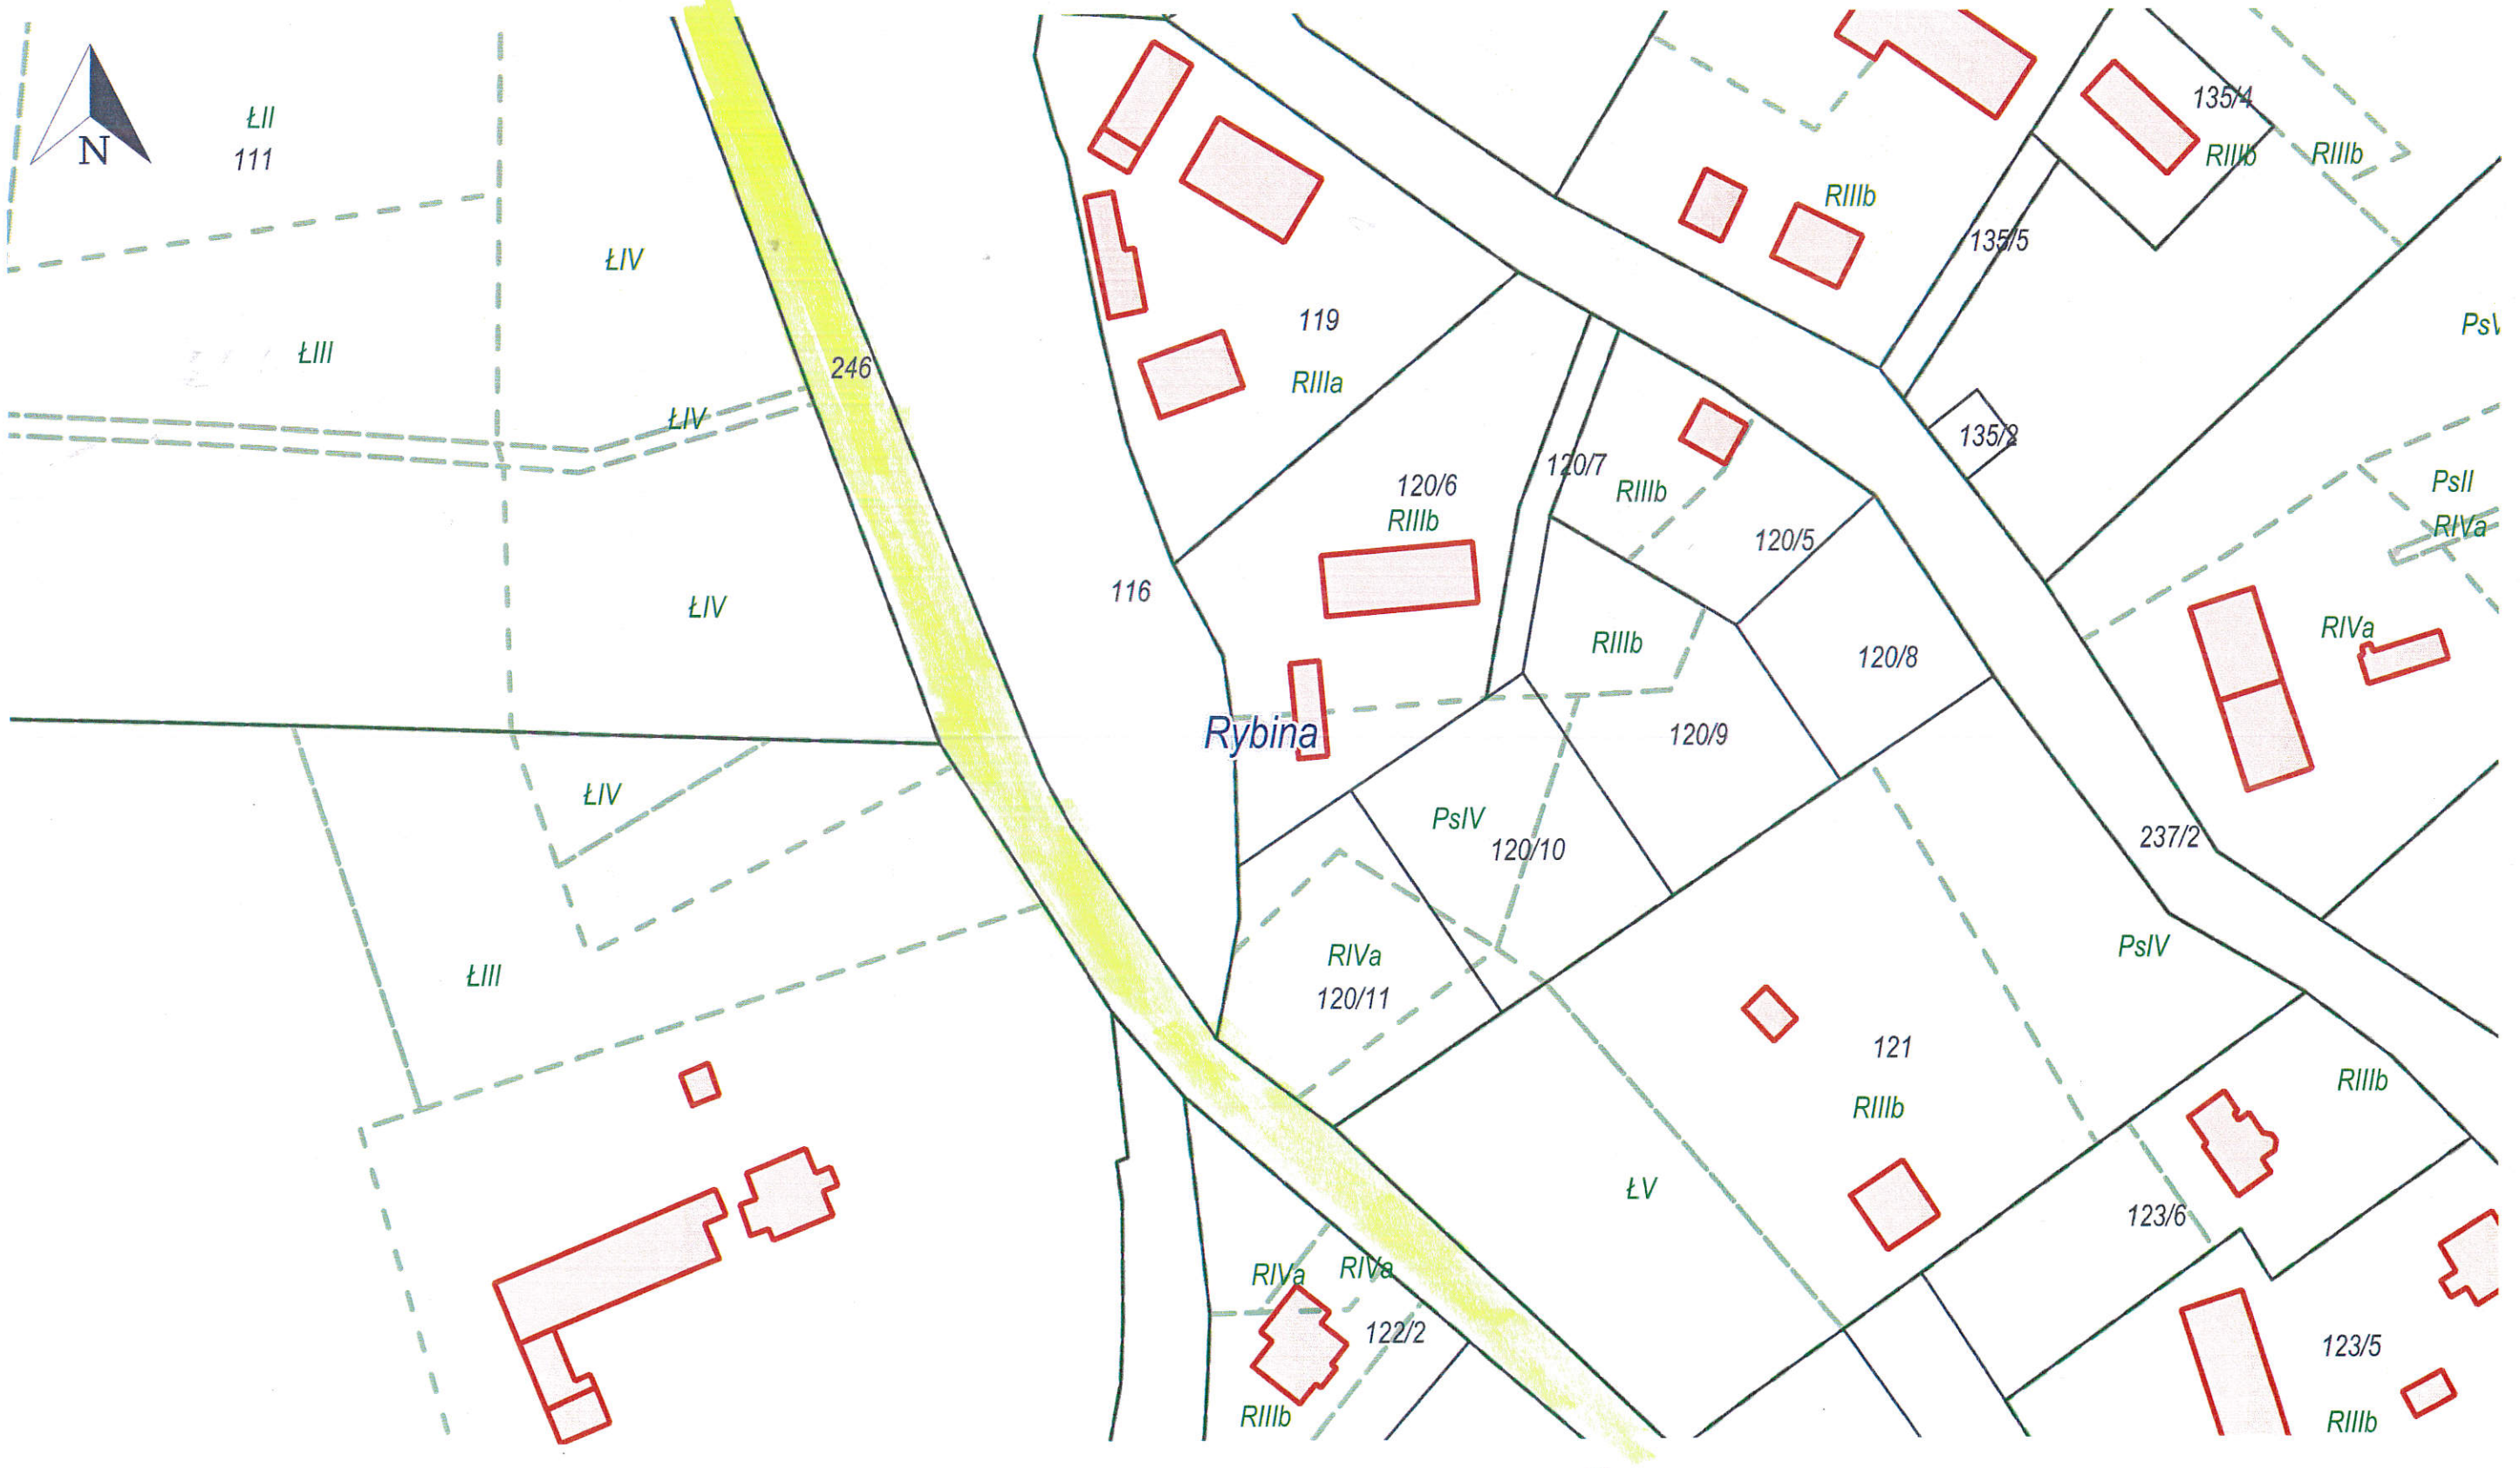 N
ŁII
111
ŁIII
ŁIV
ŁIV
246
ŁIV
ŁIV
ŁIII
119
RIIIa
116
120/6
RIIIb
Rybina
120/7
RIIIb
120/5
RIIIb
120/8
120/9
PsIV
120/10
RIVa
120/11
RIIIb
135/4
RIIIb
RIIIb
135/5
135/2
PsII
RIVa
RIVa
237/2
PsIV
121
RIIIb
ŁV
RIIIb
123/6
123/5
RIIIb
RIVa
RIVa
122/2
RIIIb